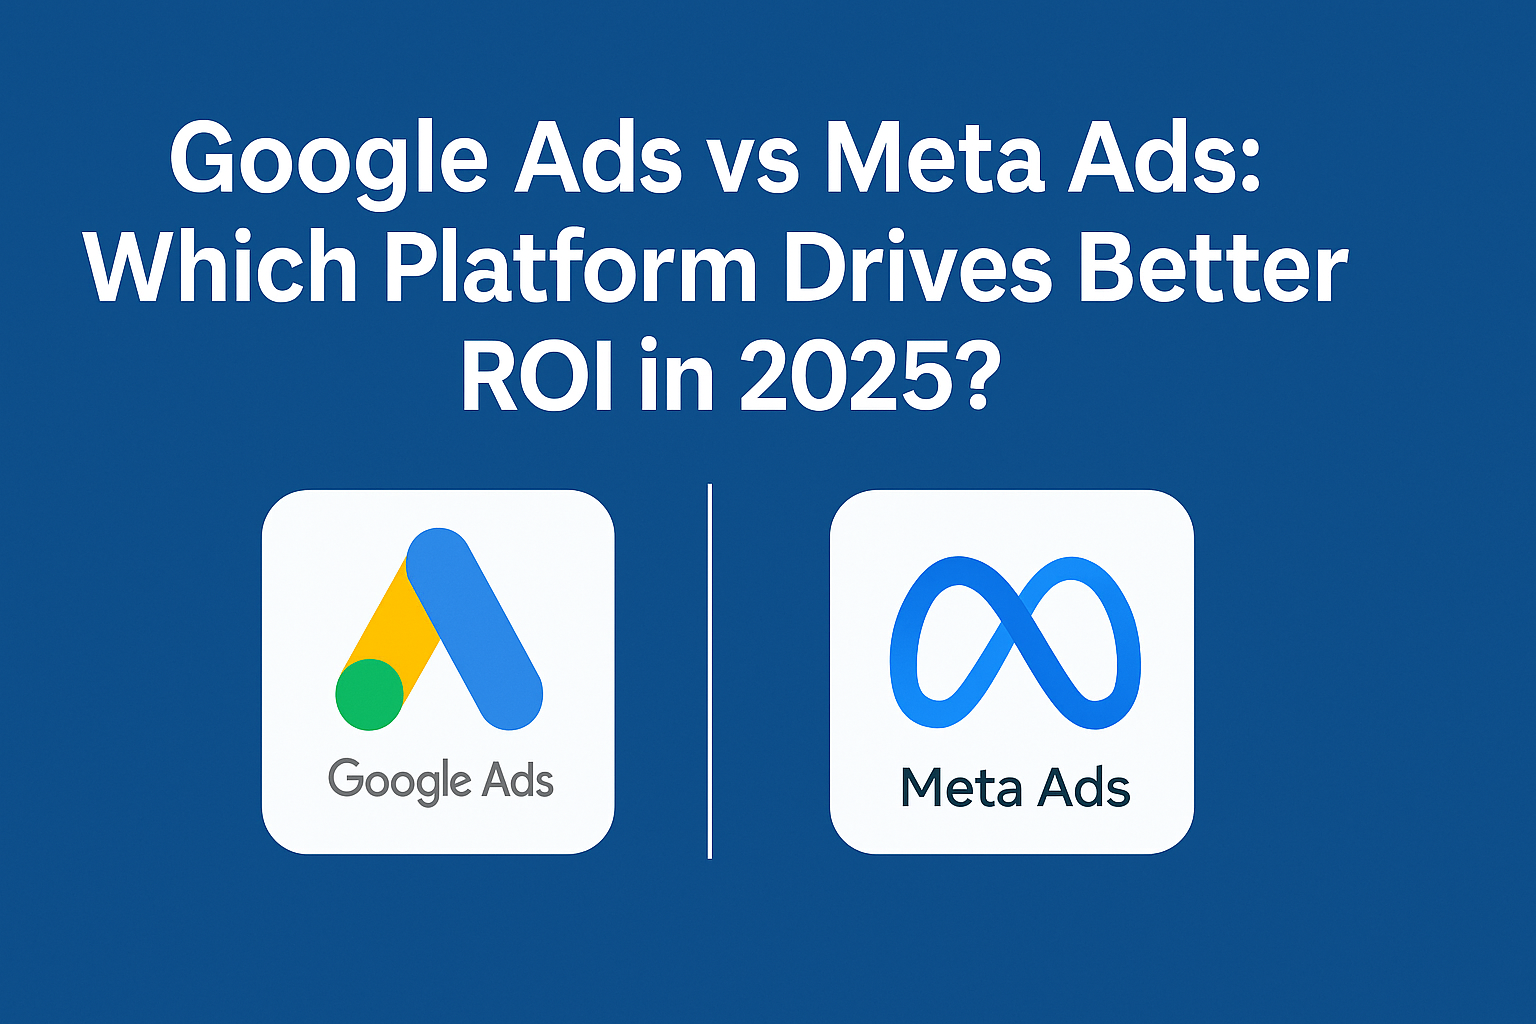 Google Ads vs Meta Ads:
Which Platform Drives Better
ROI in 2025?
Google Ads
Meta Ads